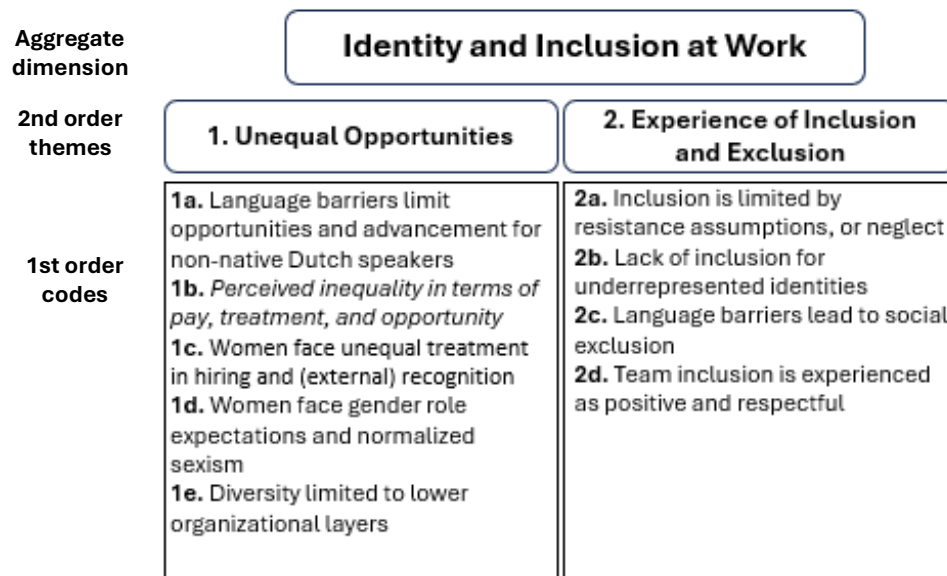 Aggregate
dimension
Identity and Inclusion at Work
2nd order
themes
1. Unequal Opportunities
2. Experience of Inclusion
and Exclusion
1st order
codes
1a. Language barriers limit
opportunities and advancement for
non-native Dutch speakers
1b. Perceived inequality in terms of
pay, treatment, and opportunity
1c. Women face unequal treatment
in hiring and (external) recognition
1d. Women face gender role
expectations and normalized
sexism
1e. Diversity limited to lower
organizational layers
2a. Inclusion is limited by
resistance assumptions, or neglect
2b. Lack of inclusion for
underrepresented identities
2c. Language barriers lead to social
exclusion
2d. Team inclusion is experienced
as positive and respectful